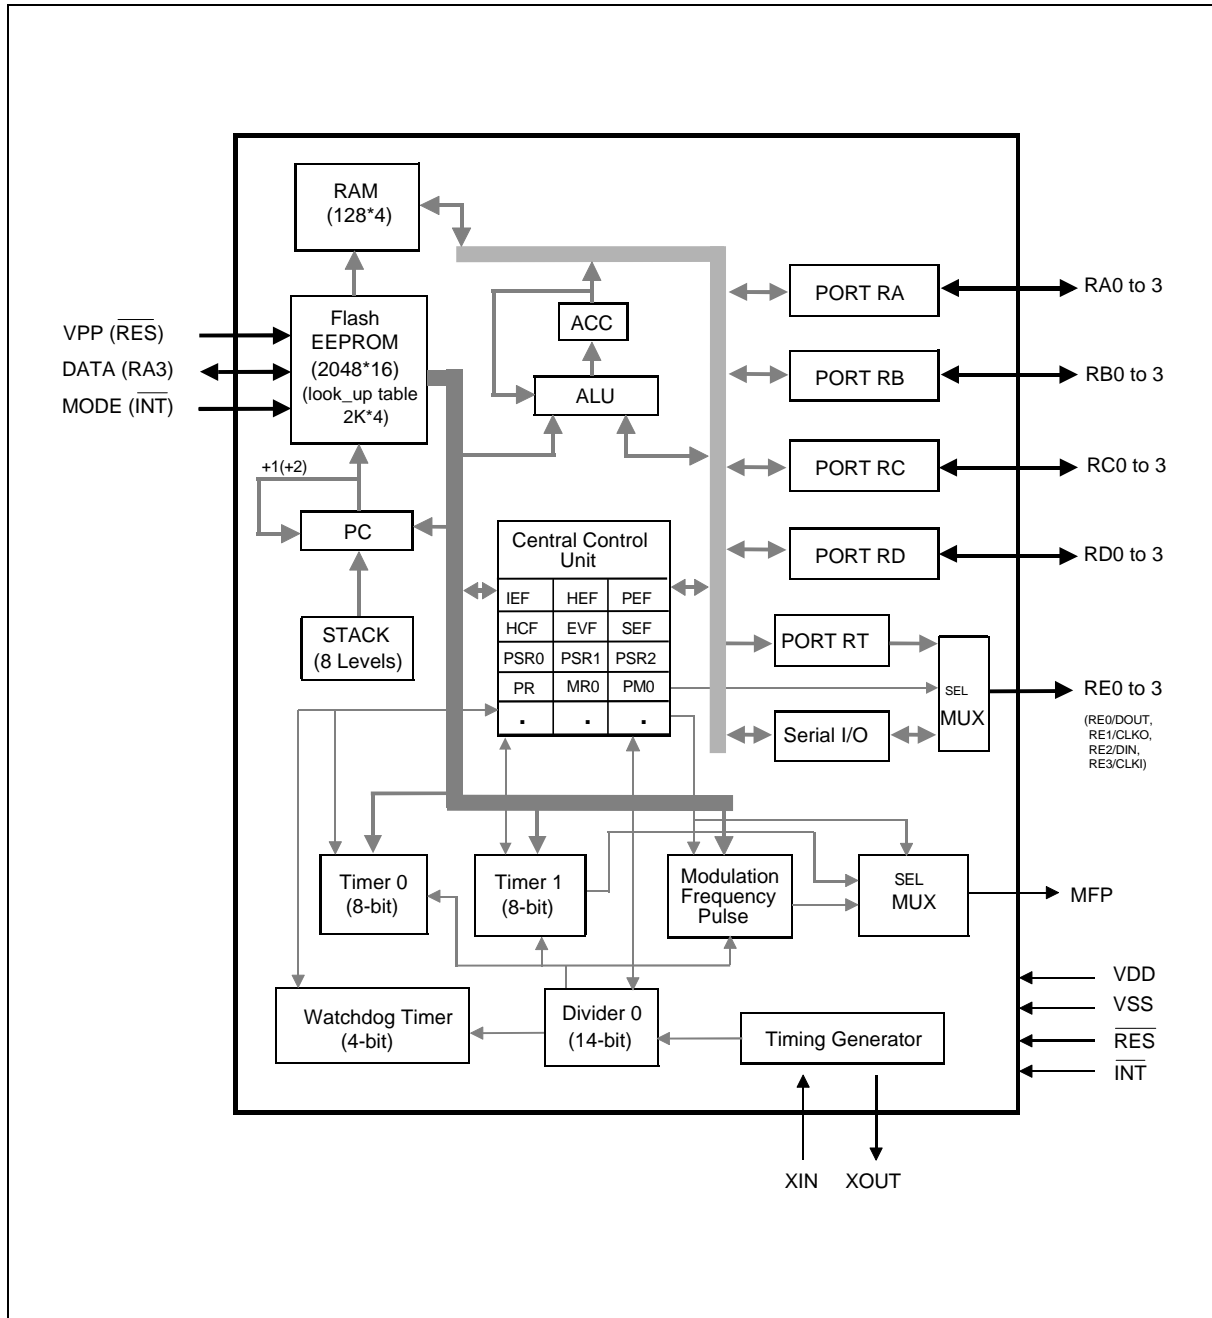 RAM
(128*4)
Flash
EEPROM
(2048*16)
(look_up table
2K*4)
VPP (RES)
DATA (RA3)
MODE (INT)
ACC
ALU
+1(+2)
PC
STACK
(8 Levels)
Central Control
Unit
IEF HEF PEF
HCF EVF SEF
PSR0 PSR1 PSR2
PR MR0 PM0
. . .
PORT RA
RA0 to 3
PORT RB
RB0 to 3
PORT RC
RC0 to 3
PORT RD
RD0 to 3
PORT RT
Serial I/O
SEL
MUX
RE0 to 3
(RE0/DOUT,
RE1/CLKO,
RE2/DIN,
RE3/CLKI)
Timer 0
(8-bit)
Timer 1
(8-bit)
Modulation
Frequency
Pulse
SEL
MUX
MFP
Watchdog Timer
(4-bit)
Divider 0
(14-bit)
Timing Generator
VDD
VSS
RES
INT
XIN
XOUT